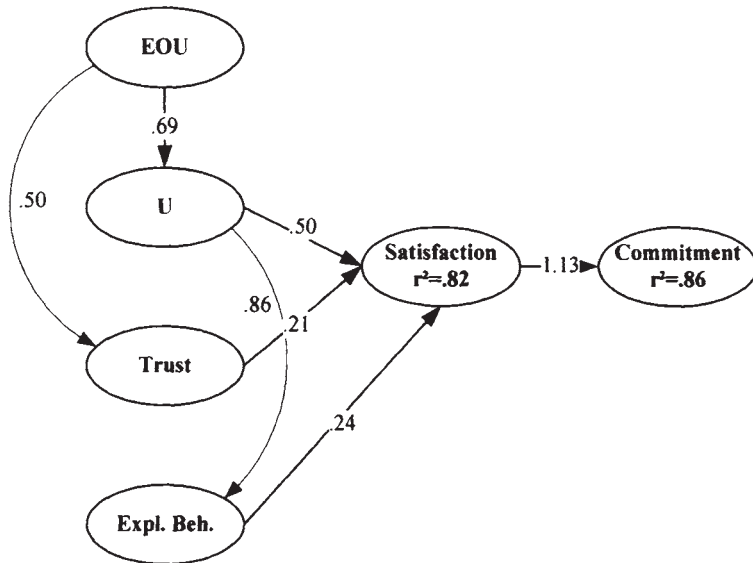 EOU
.69
U
.50
.50
Satisfaction
r²=.82
1.13
Commitment
r²=.86
.86
.21
Trust
.24
Expl. Beh.